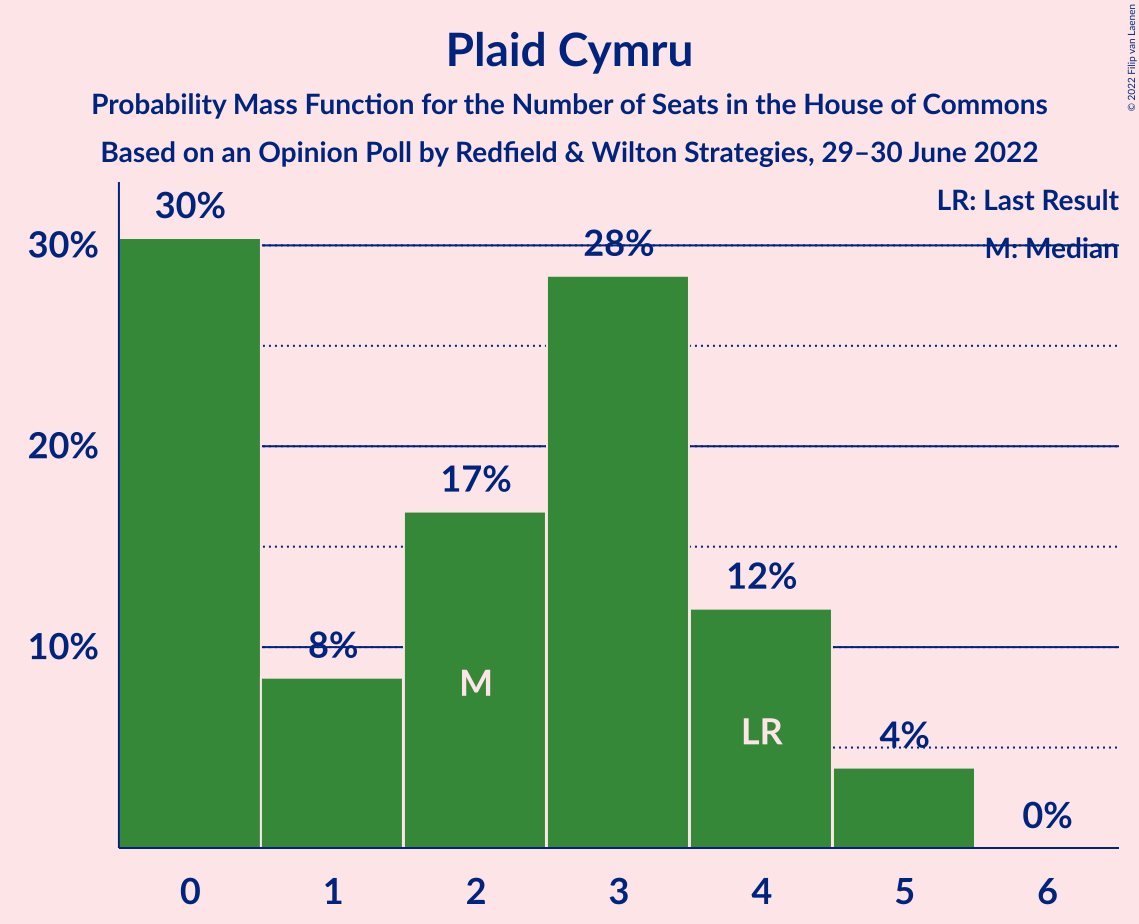 Plaid Cymru
Probability Mass Function for the Number of Seats in the House of Commons
Based on an Opinion Poll by Redfield & Wilton Strategies, 29–30 June 2022
© 2022 Filip van Laenen
LR: Last Result
M: Median
30%
20%
10%
30%
8%
17%
28%
12%
4%
0%
M
LR
0 1 2 3 4 5 6